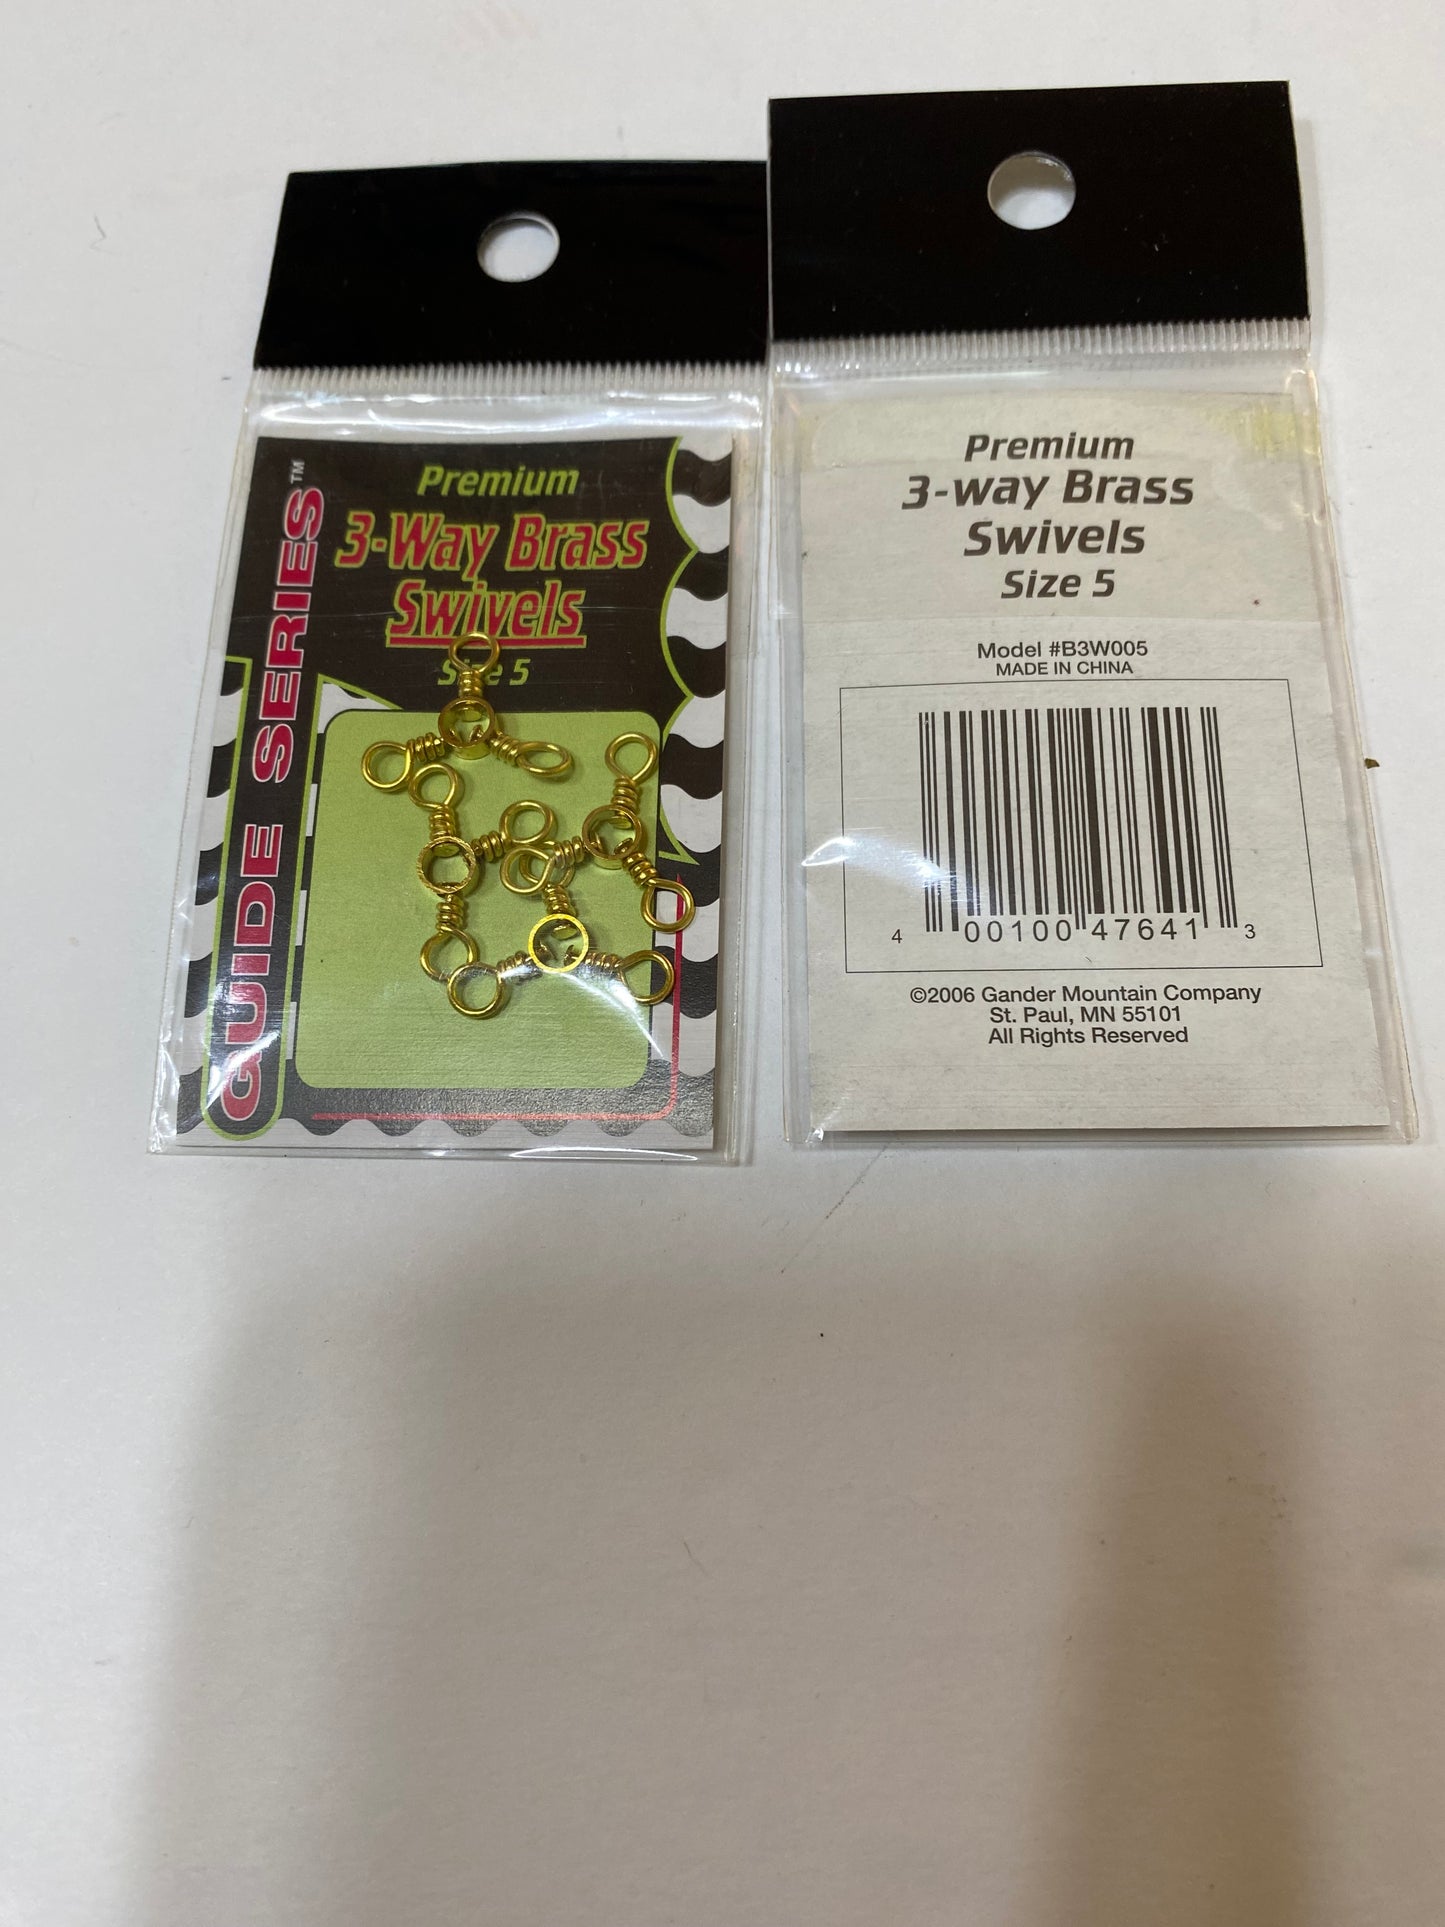 GUIDE SERIES™
Premium
3-Way Brass
Swivels
Size 5
Premium
3-way Brass
Swivels
Size 5
Model #B3W005
MADE IN CHINA
4 00100 47641 3
©2006 Gander Mountain Company
St. Paul, MN 55101
All Rights Reserved